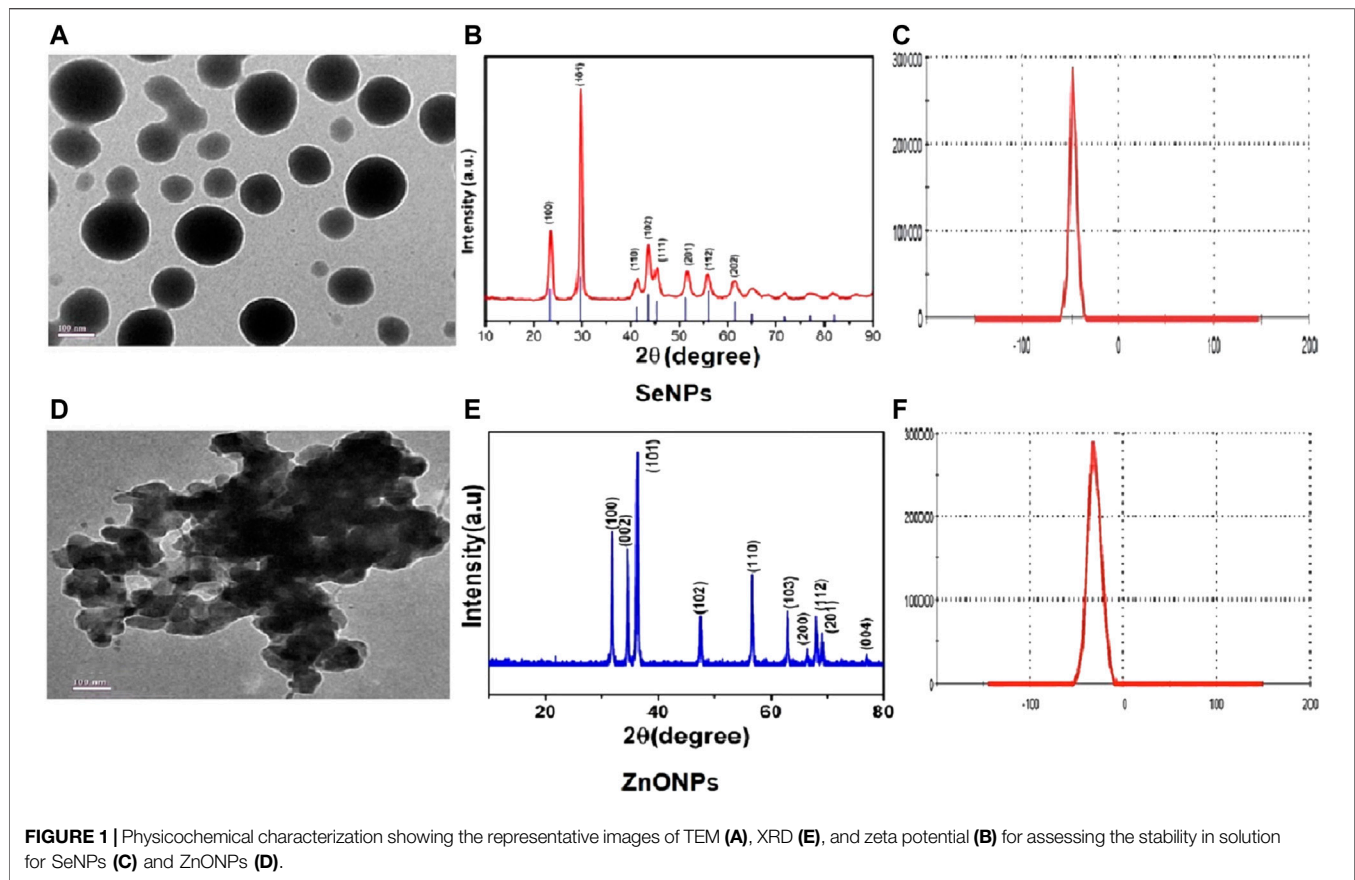 A
B
C
100 nm
Intensity (a.u.)
(100)
(101)
(110)
(102)
(111)
(201)
(112)
(202)
10 20 30 40 50 60 70 80 90
2θ (degree)
SeNPs
300000
200000
100000
0
-100 0 100 200
D
E
F
100 nm
Intensity(a.u)
(100)
(002)
(101)
(102)
(110)
(103)
(200)
(112)
(201)
(004)
20 40 60 80
2θ(degree)
ZnONPs
300000
200000
100000
0
-100 0 100 200
FIGURE 1 | Physicochemical characterization showing the representative images of TEM (A), XRD (E), and zeta potential (B) for assessing the stability in solution
for SeNPs (C) and ZnONPs (D).